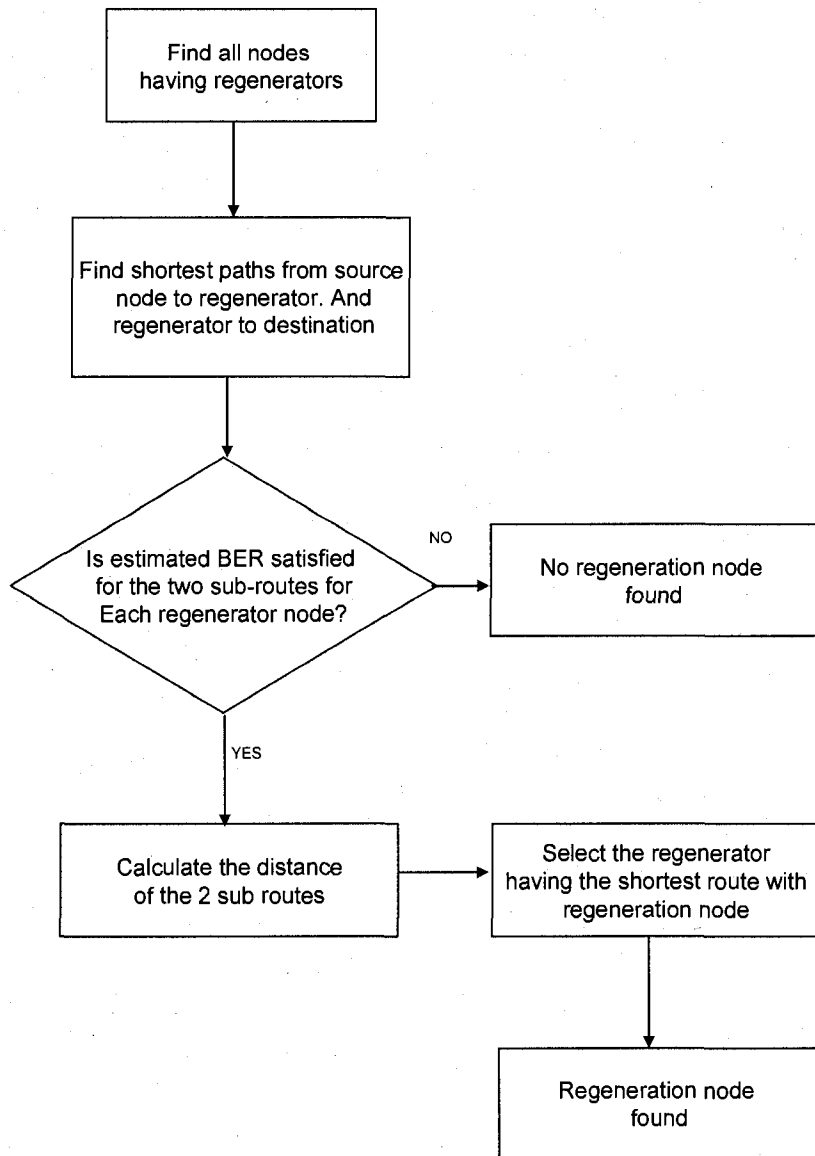 Find all nodes
having regenerators
Find shortest paths from source
node to regenerator. And
regenerator to destination
Is estimated BER satisfied
for the two sub-routes for
Each regenerator node?
NO
No regeneration node
found
YES
Calculate the distance
of the 2 sub routes
Select the regenerator
having the shortest route with
regeneration node
Regeneration node
found